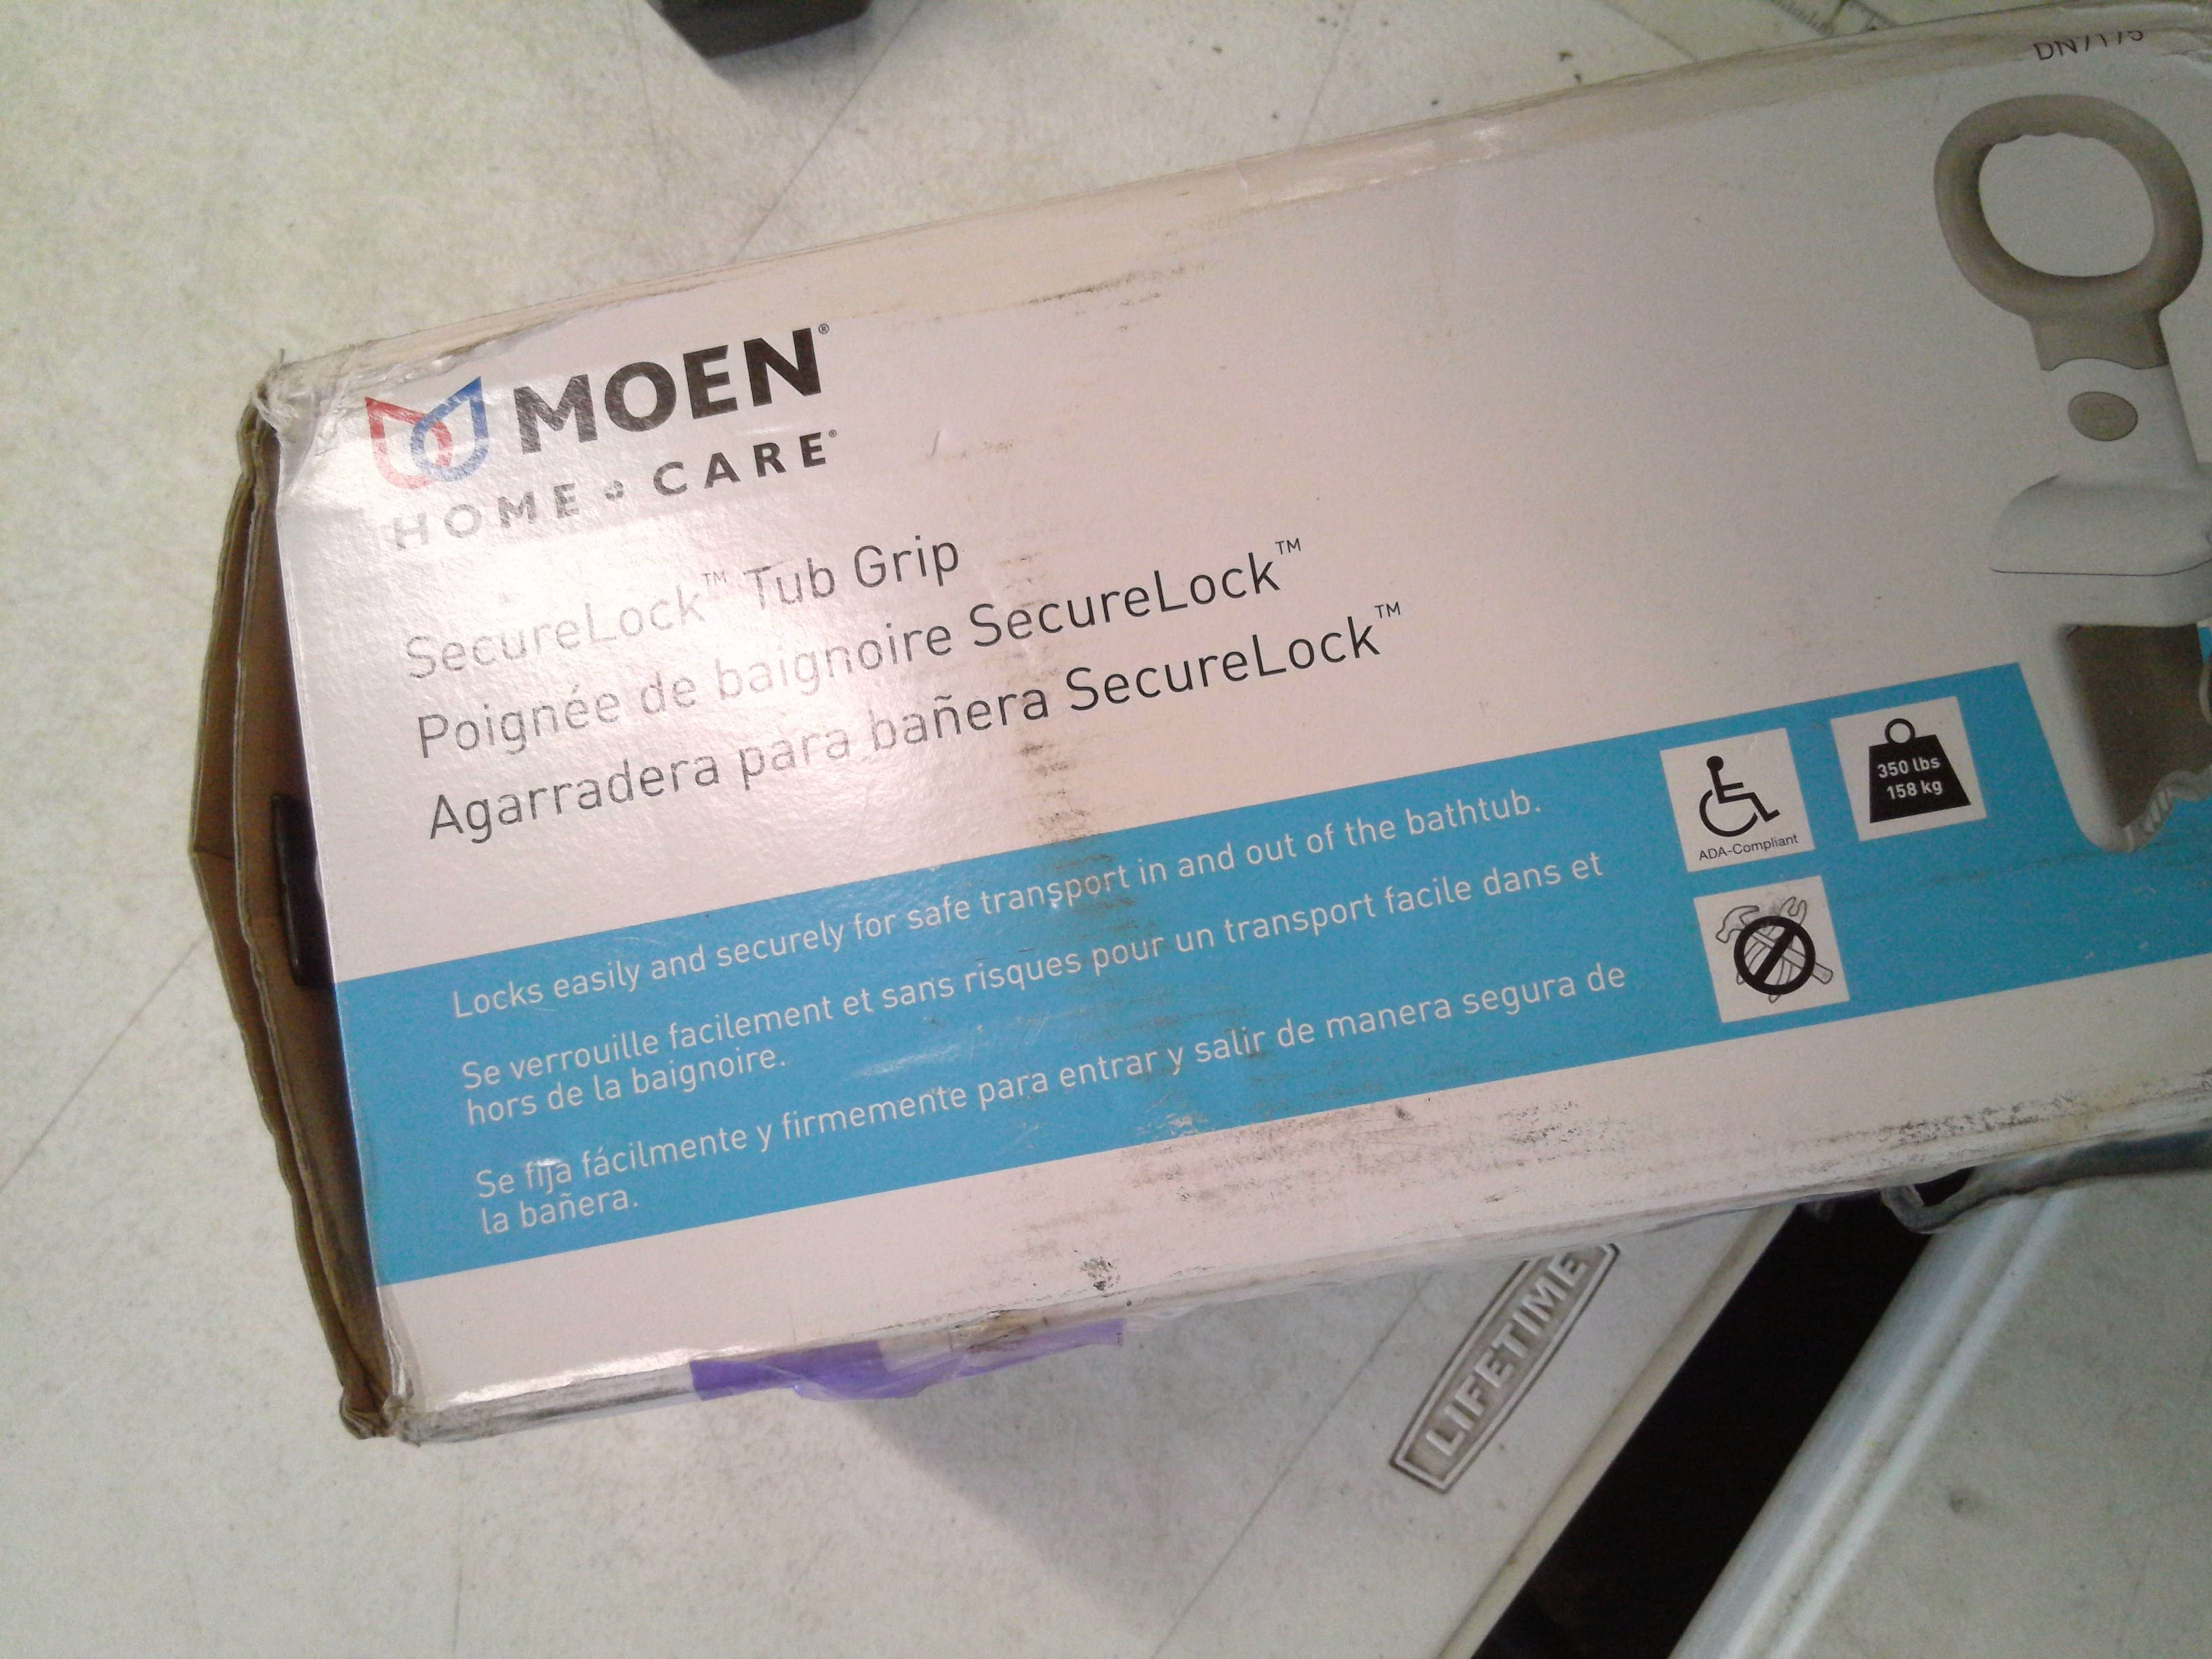 DN7175
MOEN®
HOME CARE®
SecureLock™ Tub Grip
Poignée de baignoire SecureLock™
Agarradera para bañera SecureLock™
Locks easily and securely for safe transport in and out of the bathtub.
Se verrouille facilement et sans risques pour un transport facile dans et
hors de la baignoire.
Se fija fácilmente y firmemente para entrar y salir de manera segura de
la bañera.
ADA-Compliant
350 lbs
158 kg
LIFETIME